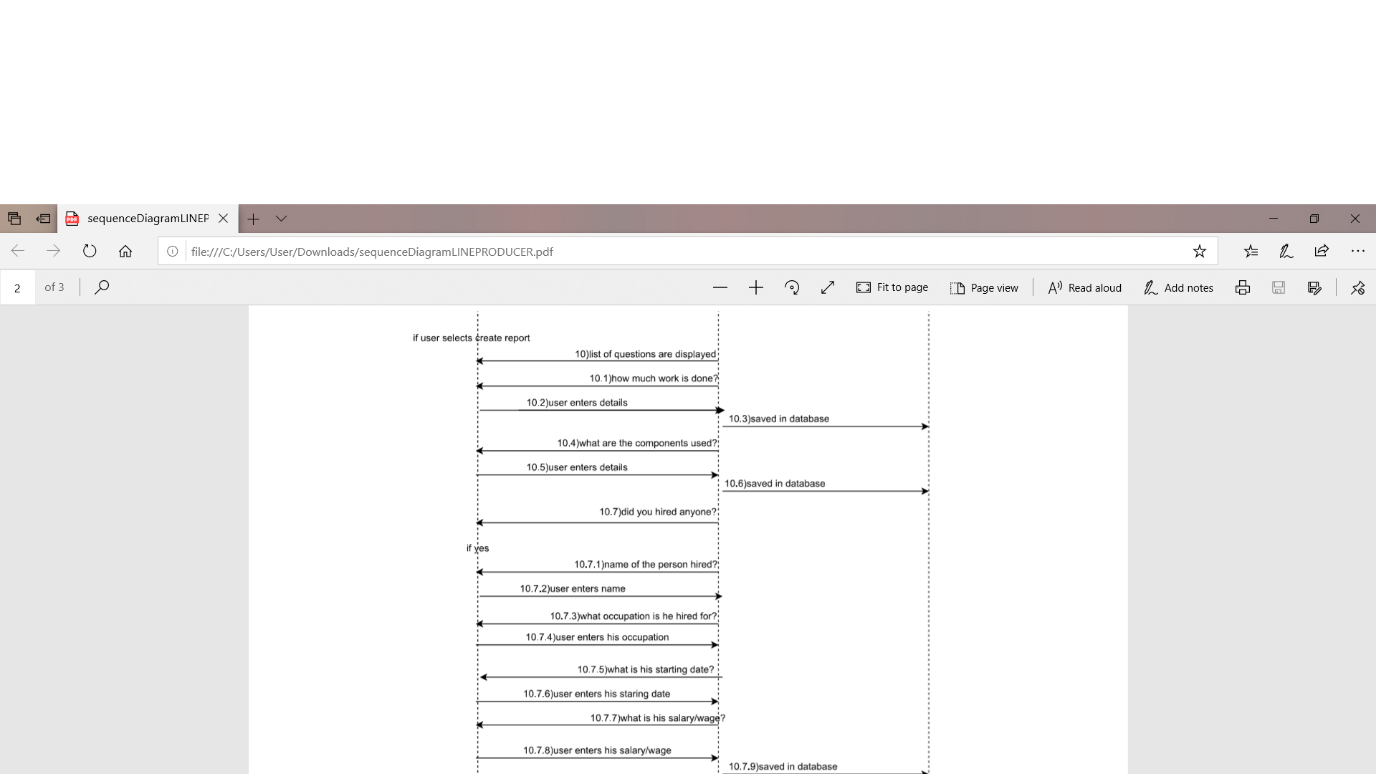 sequenceDiagramLINEP
file:///C:/Users/User/Downloads/sequenceDiagramLINEPRODUCER.pdf
2 of 3 Fit to page Page view Read aloud Add notes
if user selects create report
10)list of questions are displayed
10.1)how much work is done?
10.2)user enters details
10.3)saved in database
10.4)what are the components used?
10.5)user enters details
10.6)saved in database
10.7)did you hired anyone?
if yes
10.7.1)name of the person hired?
10.7.2)user enters name
10.7.3)what occupation is he hired for?
10.7.4)user enters his occupation
10.7.5)what is his starting date?
10.7.6)user enters his staring date
10.7.7)what is his salary/wage?
10.7.8)user enters his salary/wage
10.7.9)saved in database